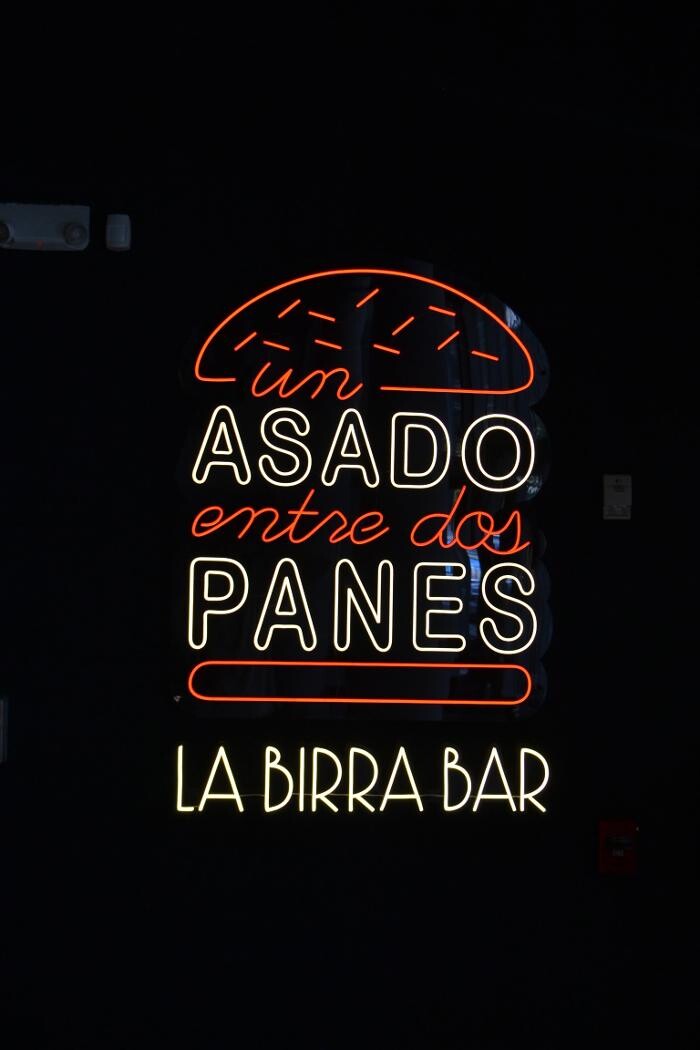 un
ASADO
entre dos
PANES
LA BIRRA BAR